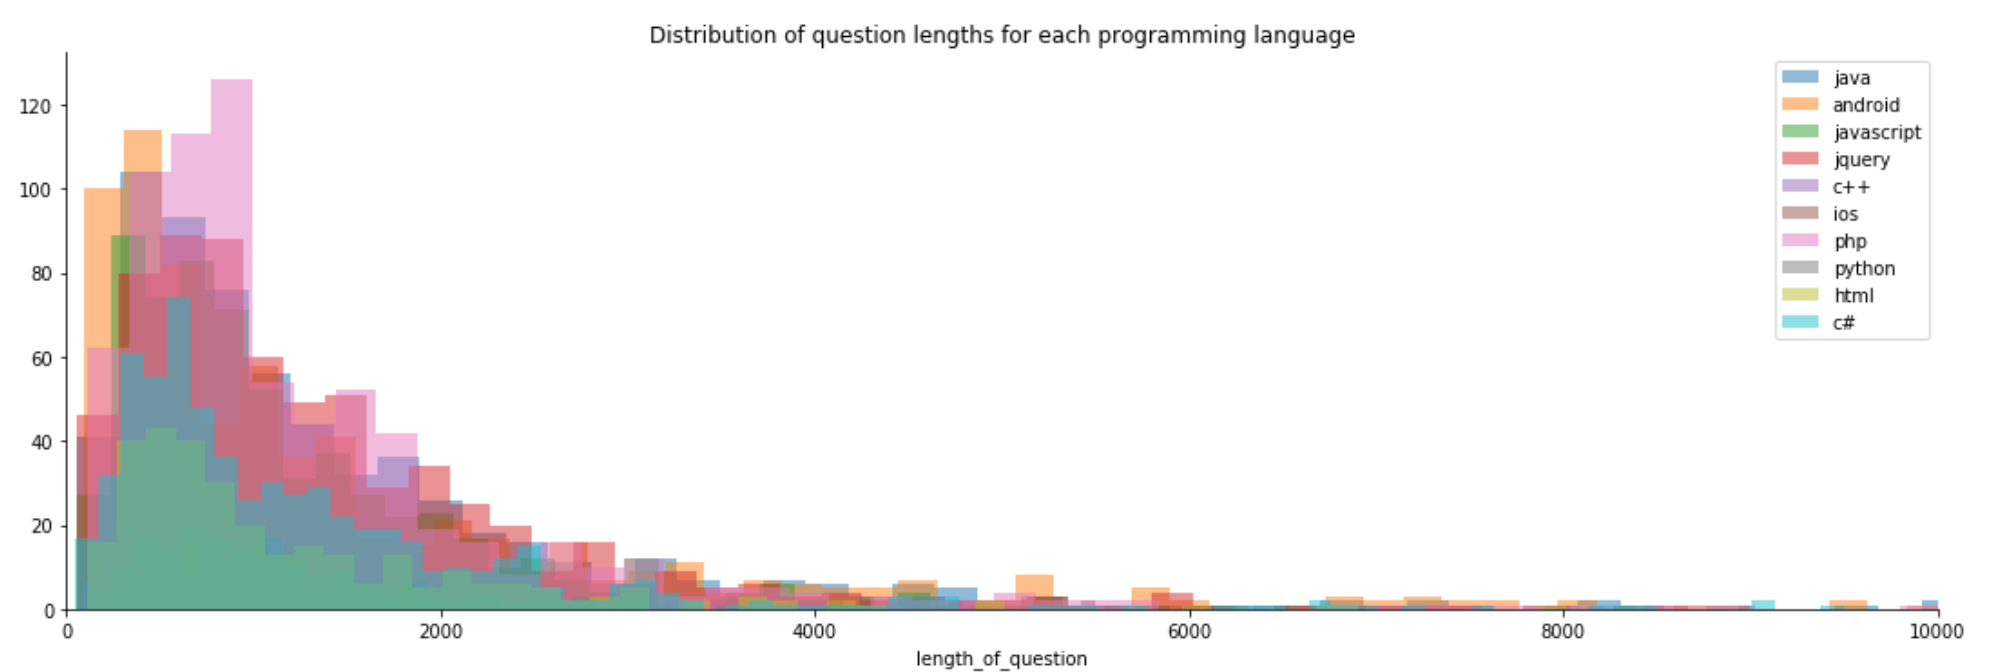 Distribution of question lengths for each programming language
120
100
80
60
40
20
0
java
android
javascript
jquery
c++
ios
php
python
html
c#
0 2000 4000 6000 8000 10000
length_of_question